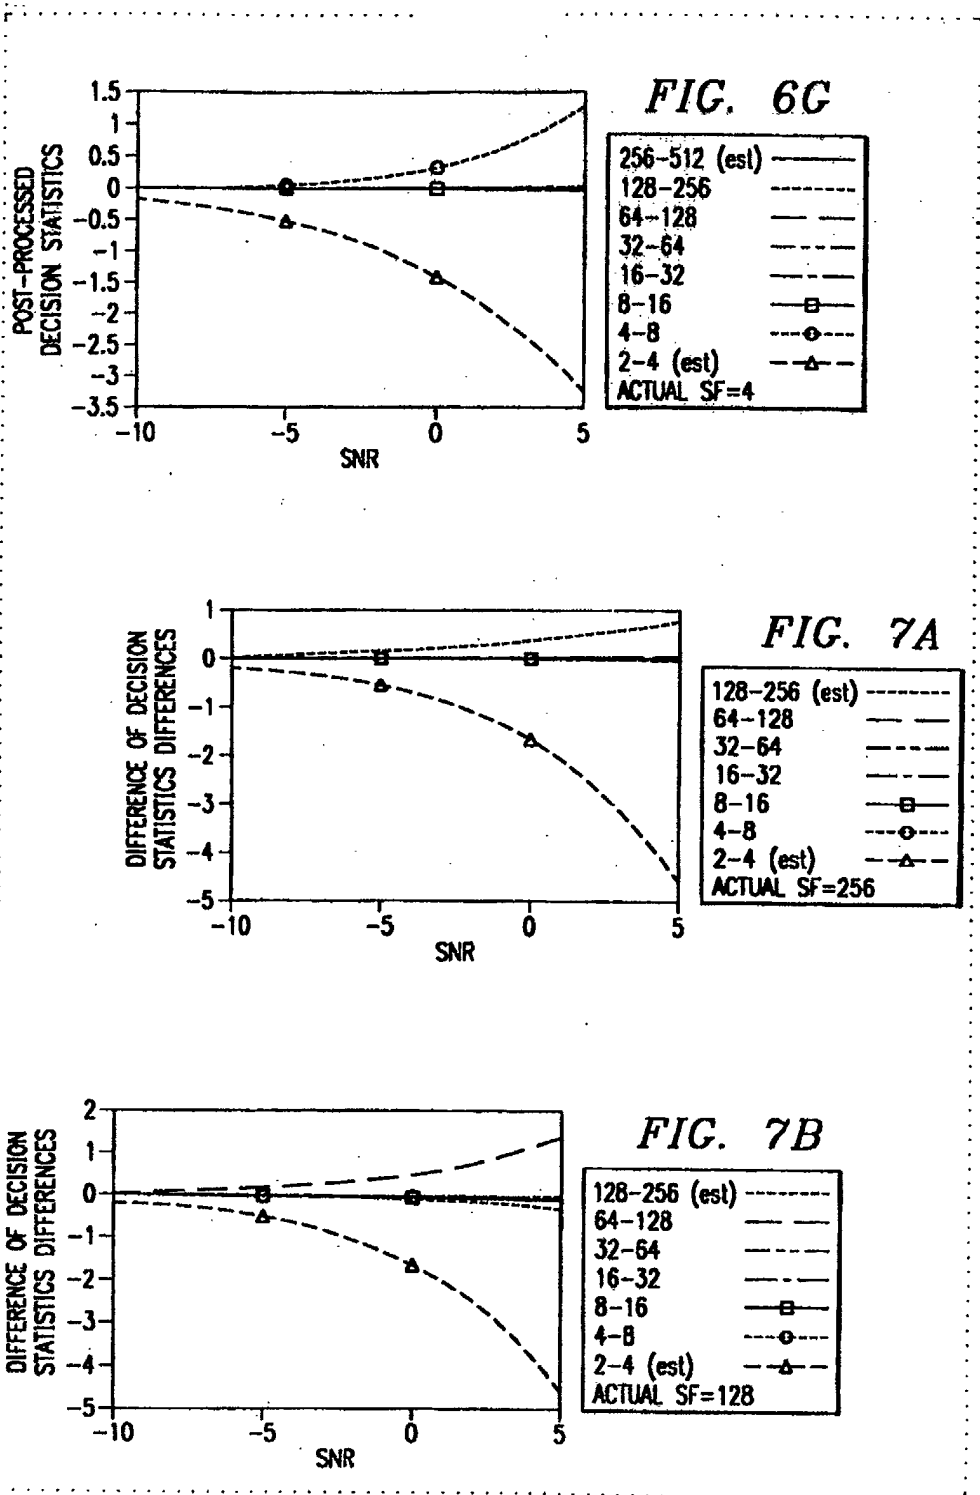 FIG. 6G
POST-PROCESSED
DECISION STATISTICS
1.5
1
0.5
0
-0.5
-1
-1.5
-2
-2.5
-3
-3.5
-10 -5 0 5
SNR
256-512 (est)
128-256
64-128
32-64
16-32
8-16
4-8
2-4 (est)
ACTUAL SF=4
FIG. 7A
DIFFERENCE OF DECISION
STATISTICS DIFFERENCES
1
0
-1
-2
-3
-4
-5
-10 -5 0 5
SNR
128-256 (est)
64-128
32-64
16-32
8-16
4-8
2-4 (est)
ACTUAL SF=256
FIG. 7B
DIFFERENCE OF DECISION
STATISTICS DIFFERENCES
2
1
0
-1
-2
-3
-4
-5
-10 -5 0 5
SNR
128-256 (est)
64-128
32-64
16-32
8-16
4-8
2-4 (est)
ACTUAL SF=128